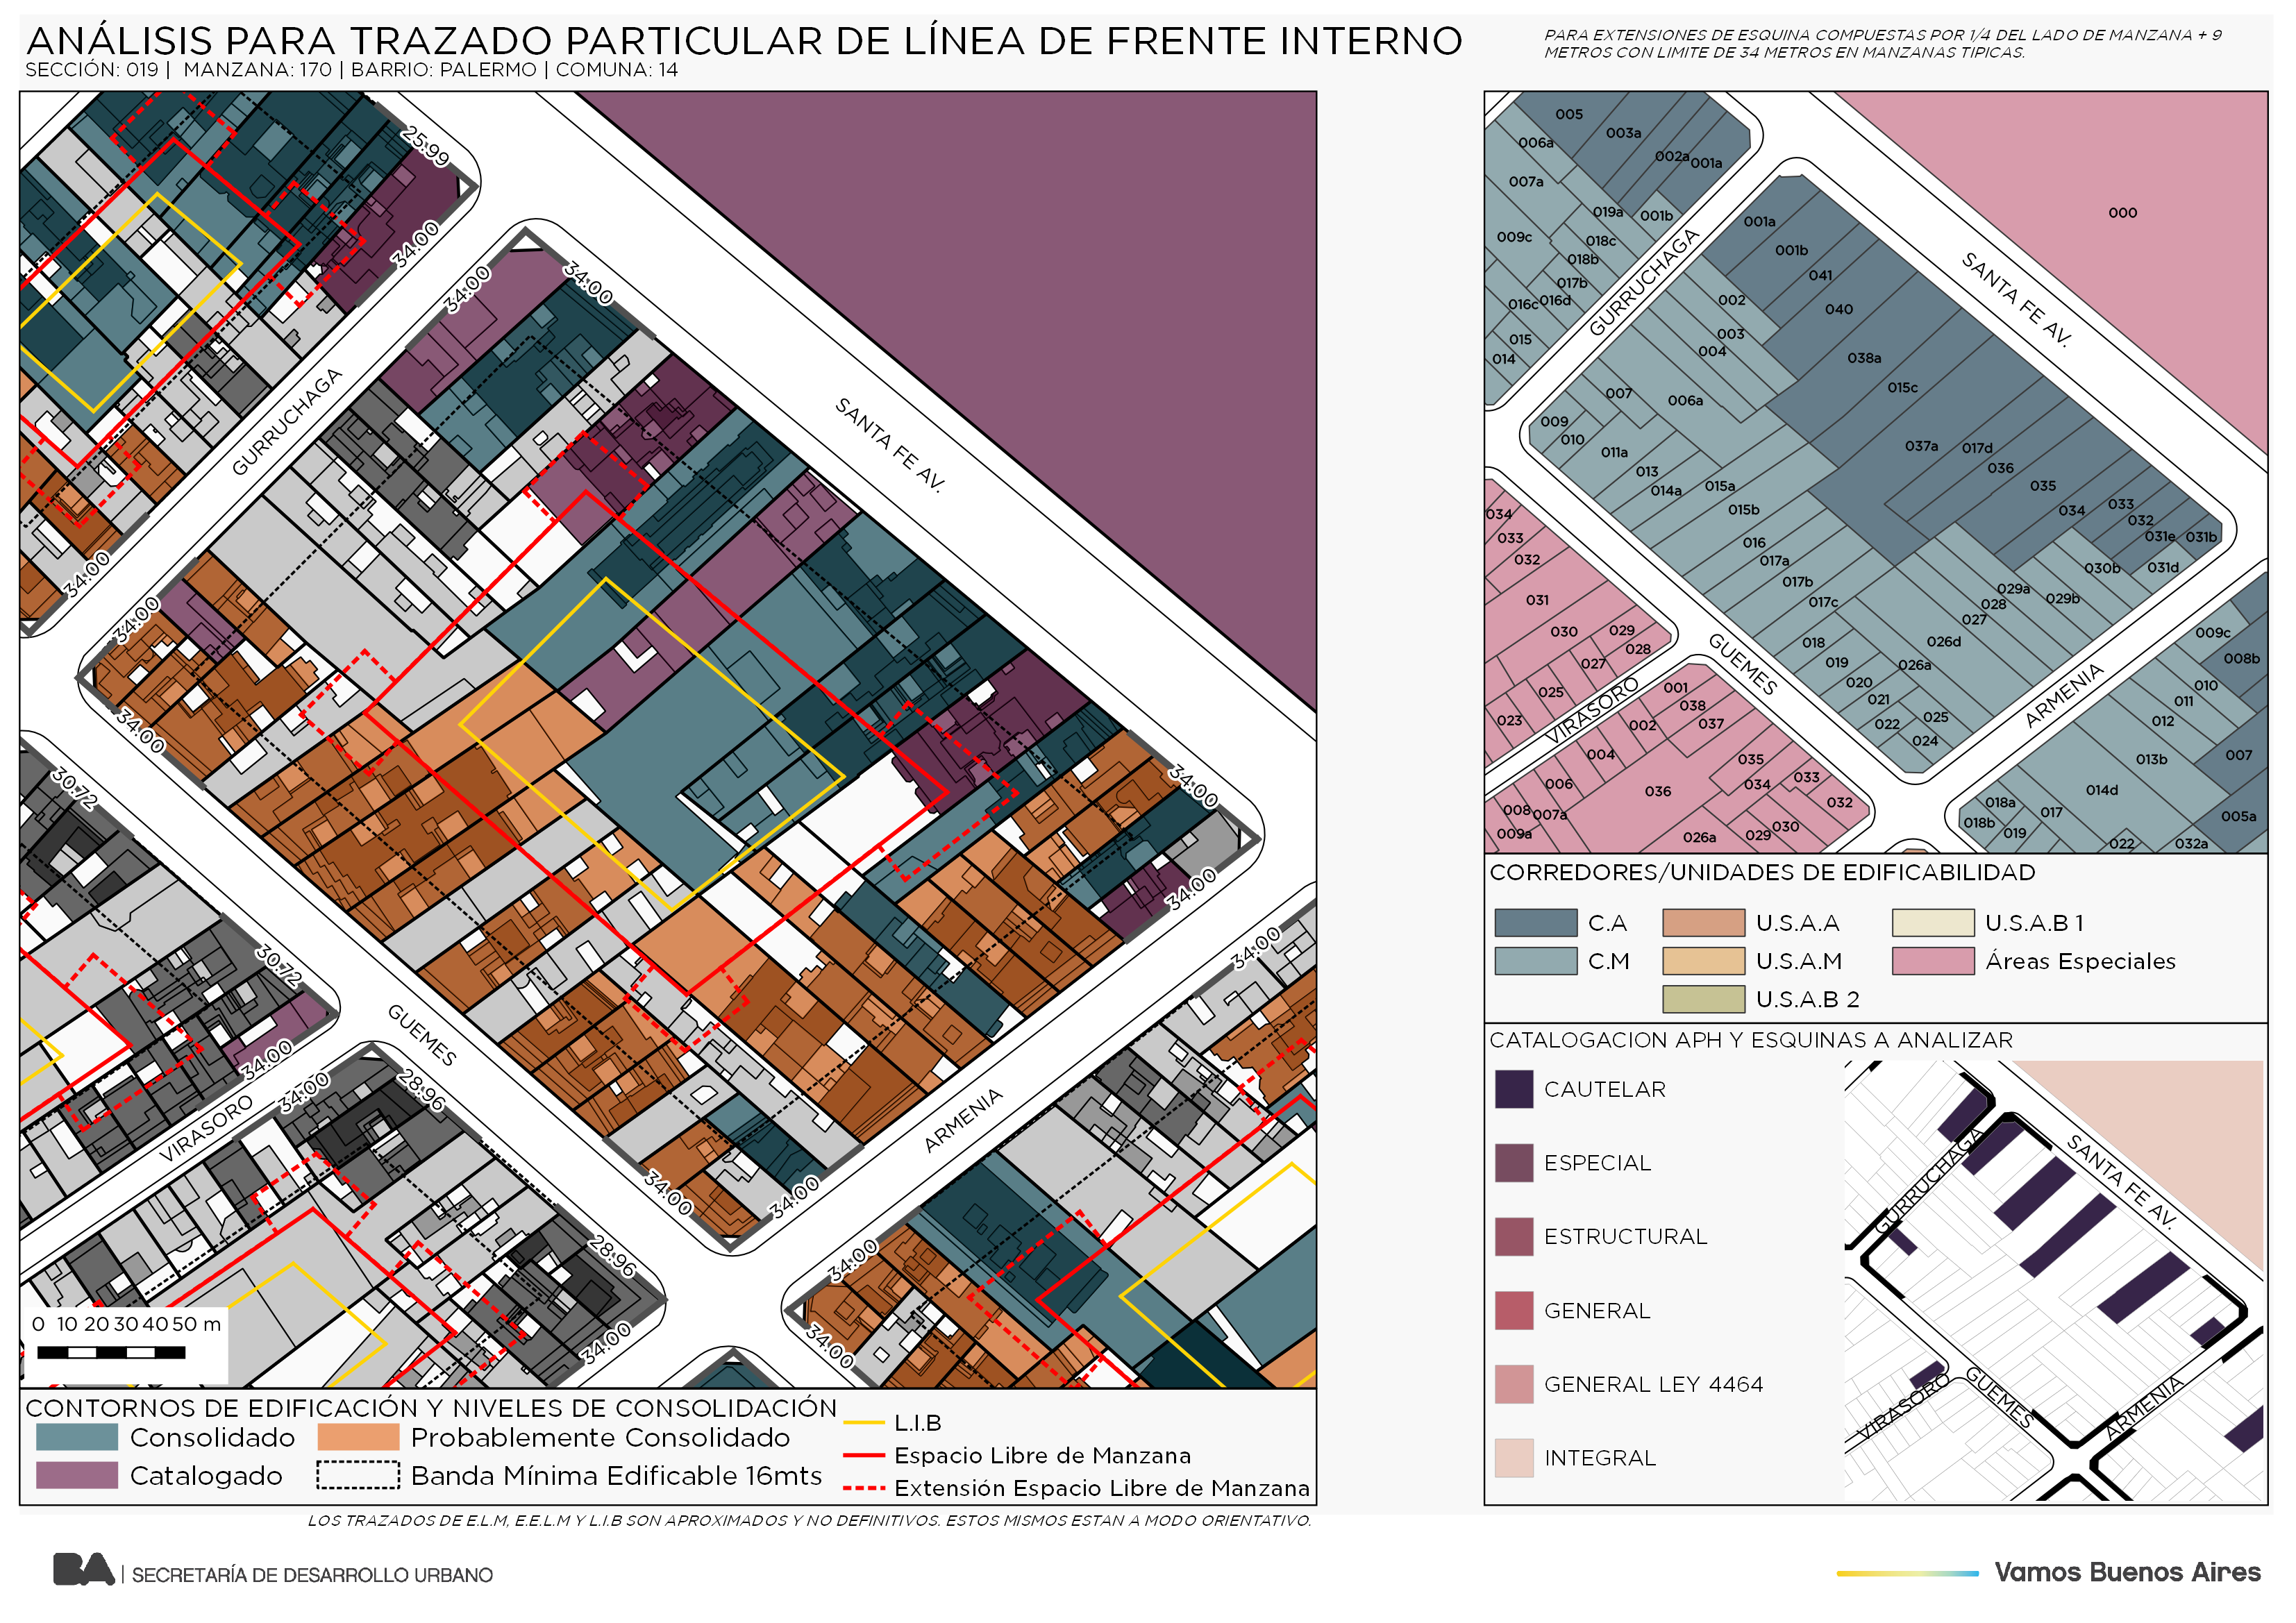 ANÁLISIS PARA TRAZADO PARTICULAR DE LÍNEA DE FRENTE INTERNO
SECCIÓN: 019 | MANZANA: 170 | BARRIO: PALERMO | COMUNA: 14
PARA EXTENSIONES DE ESQUINA COMPUESTAS POR 1/4 DEL LADO DE MANZANA + 9
METROS CON LIMITE DE 34 METROS EN MANZANAS TIPICAS.
25.99
34.00
34.00
34.00
GURRUCHAGA
SANTA FE AV.
34.00
34.00
34.00
30.72
34.00
34.00
30.72
GUEMES
34.00
34.00
VIRASORO
34.00
28.96
ARMENIA
34.00
34.00
28.96
34.00
34.00
34.00
0 10 20 30 40 50 m
CONTORNOS DE EDIFICACIÓN Y NIVELES DE CONSOLIDACIÓN
Consolidado
Probablemente Consolidado
Catalogado
Banda Mínima Edificable 16mts
L.I.B
Espacio Libre de Manzana
Extensión Espacio Libre de Manzana
LOS TRAZADOS DE E.L.M, E.E.L.M Y L.I.B SON APROXIMADOS Y NO DEFINITIVOS. ESTOS MISMOS ESTAN A MODO ORIENTATIVO.
005
003a
006a
002a
001a
007a
019a
001b
000
001a
009c
018c
018b
001b
SANTA FE AV.
GURRUCHAGA
017b
041
016c
016d
002
040
015
003
014
004
038a
015c
007
006a
009
010
037a
017d
011a
036
013
015a
035
014a
034
015b
034
033
033
032
016
031e
031b
032
017a
030b
031d
017b
029a
031
017c
028
029b
027
030
029
018
026d
009c
028
GUEMES
019
026a
008b
027
020
025
VIRASORO
001
021
010
038
025
ARMENIA
011
023
002
037
022
012
024
004
035
013b
007
006
034
033
014d
036
008
007a
032
018a
017
005a
009a
030
018b
026a
029
019
022
032a
CORREDORES/UNIDADES DE EDIFICABILIDAD
C.A
U.S.A.A
U.S.A.B 1
C.M
U.S.A.M
Áreas Especiales
U.S.A.B 2
CATALOGACION APH Y ESQUINAS A ANALIZAR
CAUTELAR
ESPECIAL
ESTRUCTURAL
GENERAL
GENERAL LEY 4464
INTEGRAL
SANTA FE AV.
GURRUCHAGA
GUEMES
VIRASORO
ARMENIA
BA | SECRETARÍA DE DESARROLLO URBANO
Vamos Buenos Aires